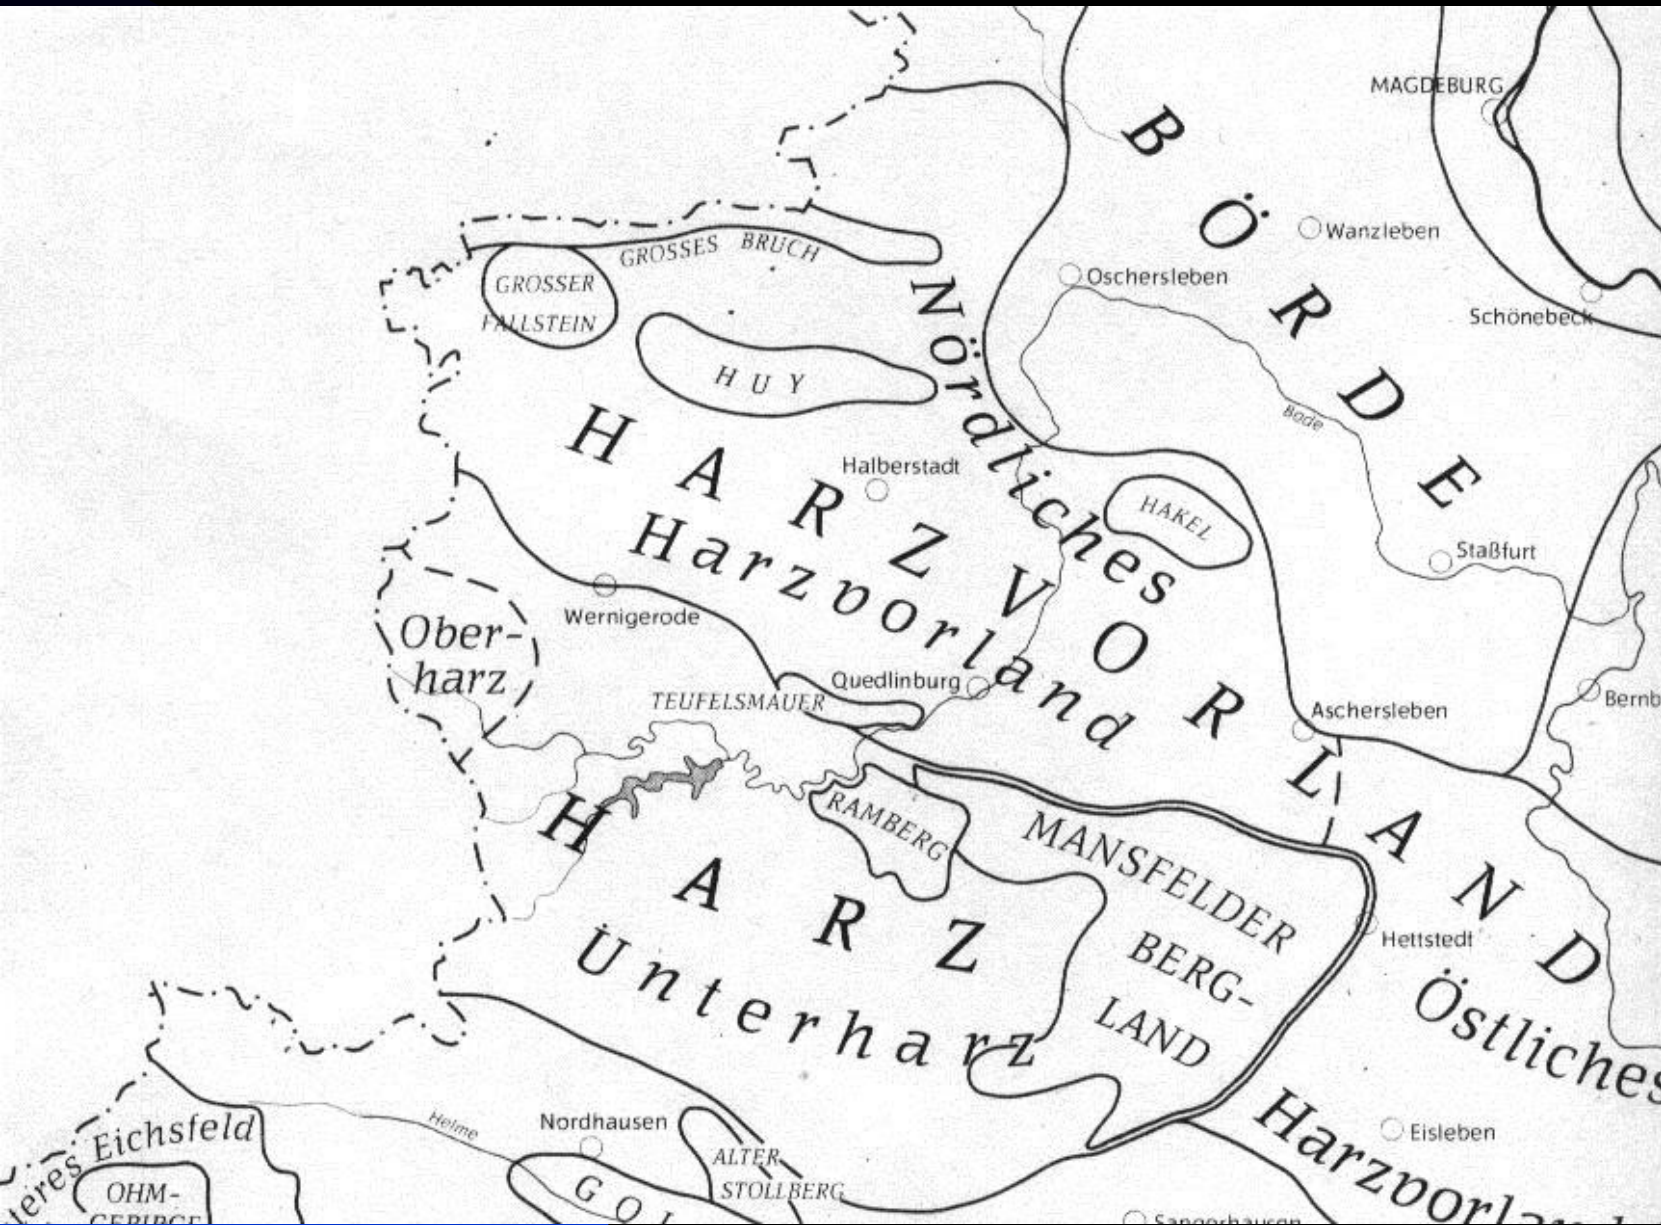 MAGDEBURG
BÖRDE
Wanzleben
Oschersleben
Schönebeck
GROSSES BRUCH
GROSSER
FALLSTEIN
HUY
Nördliches
Bode
HARZVORLAND
Halberstadt
HAKEL
Staßfurt
Harzvorland
Wernigerode
Ober-
harz
Quedlinburg
TEUFELSMAUER
Aschersleben
HARZ
RAMBERG
MANSFELDER
BERG-
LAND
Hettstedt
Unterharz
Östliches
Harzvorland
Eisleben
Helme
Nordhausen
Eichsfeld
ALTER
STOLLBERG
OHM-
GEBIRGE
Sangerhausen